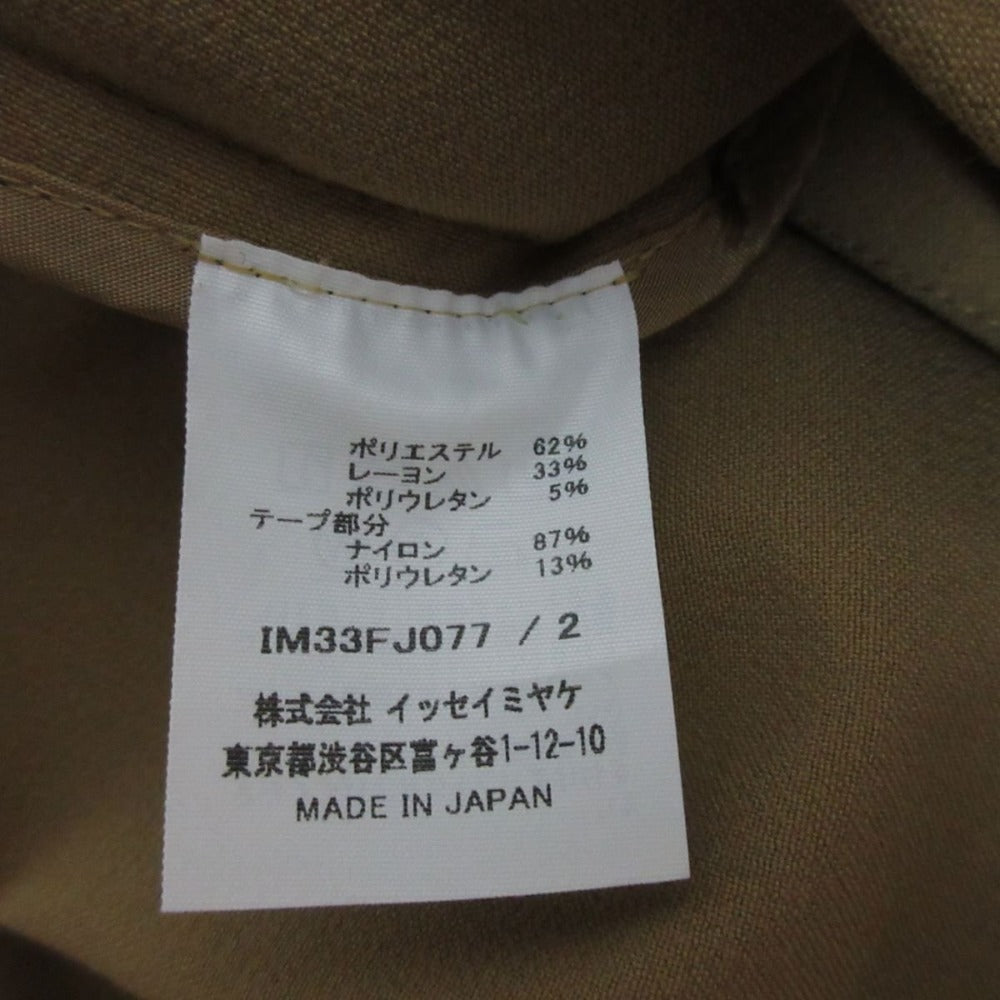 ポリエステル 62%
レーヨン 33%
ポリウレタン 5%
テープ部分
ナイロン 87%
ポリウレタン 13%
IM33FJ077 / 2
株式会社 イッセイミヤケ
東京都渋谷区富ヶ谷1-12-10
MADE IN JAPAN